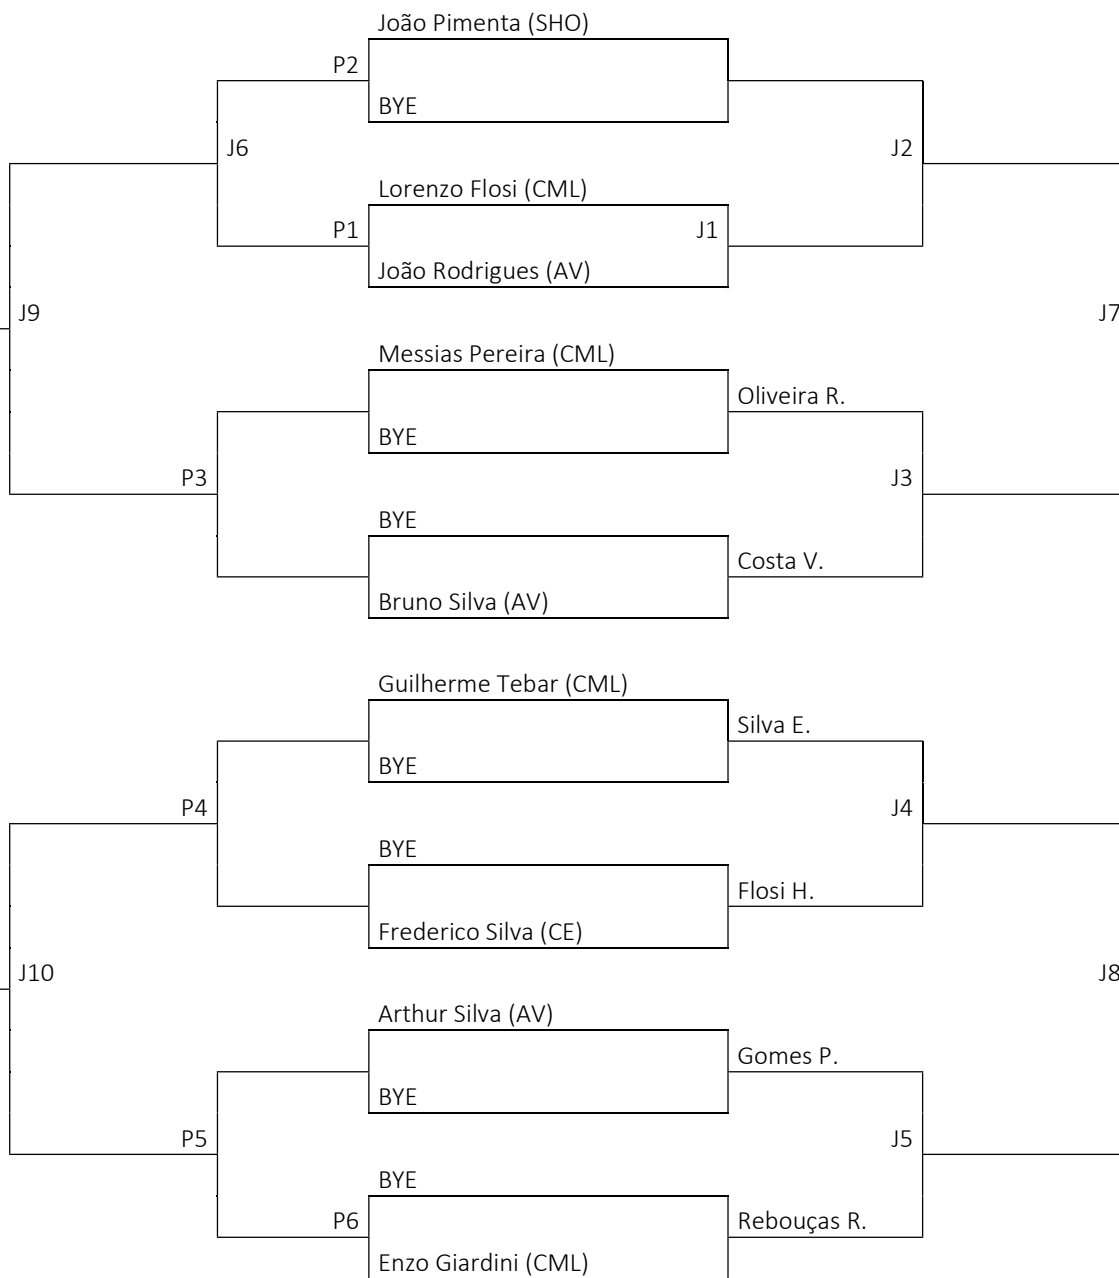 João Pimenta (SHO)
P2
BYE
J6
J2
Lorenzo Flosi (CML)
P1
J1
João Rodrigues (AV)
J9
J7
Messias Pereira (CML)
Oliveira R.
BYE
P3
J3
BYE
Costa V.
Bruno Silva (AV)
Guilherme Tebar (CML)
Silva E.
BYE
P4
J4
BYE
Flosi H.
Frederico Silva (CE)
J10
J8
Arthur Silva (AV)
Gomes P.
BYE
P5
J5
BYE
P6
Rebouças R.
Enzo Giardini (CML)